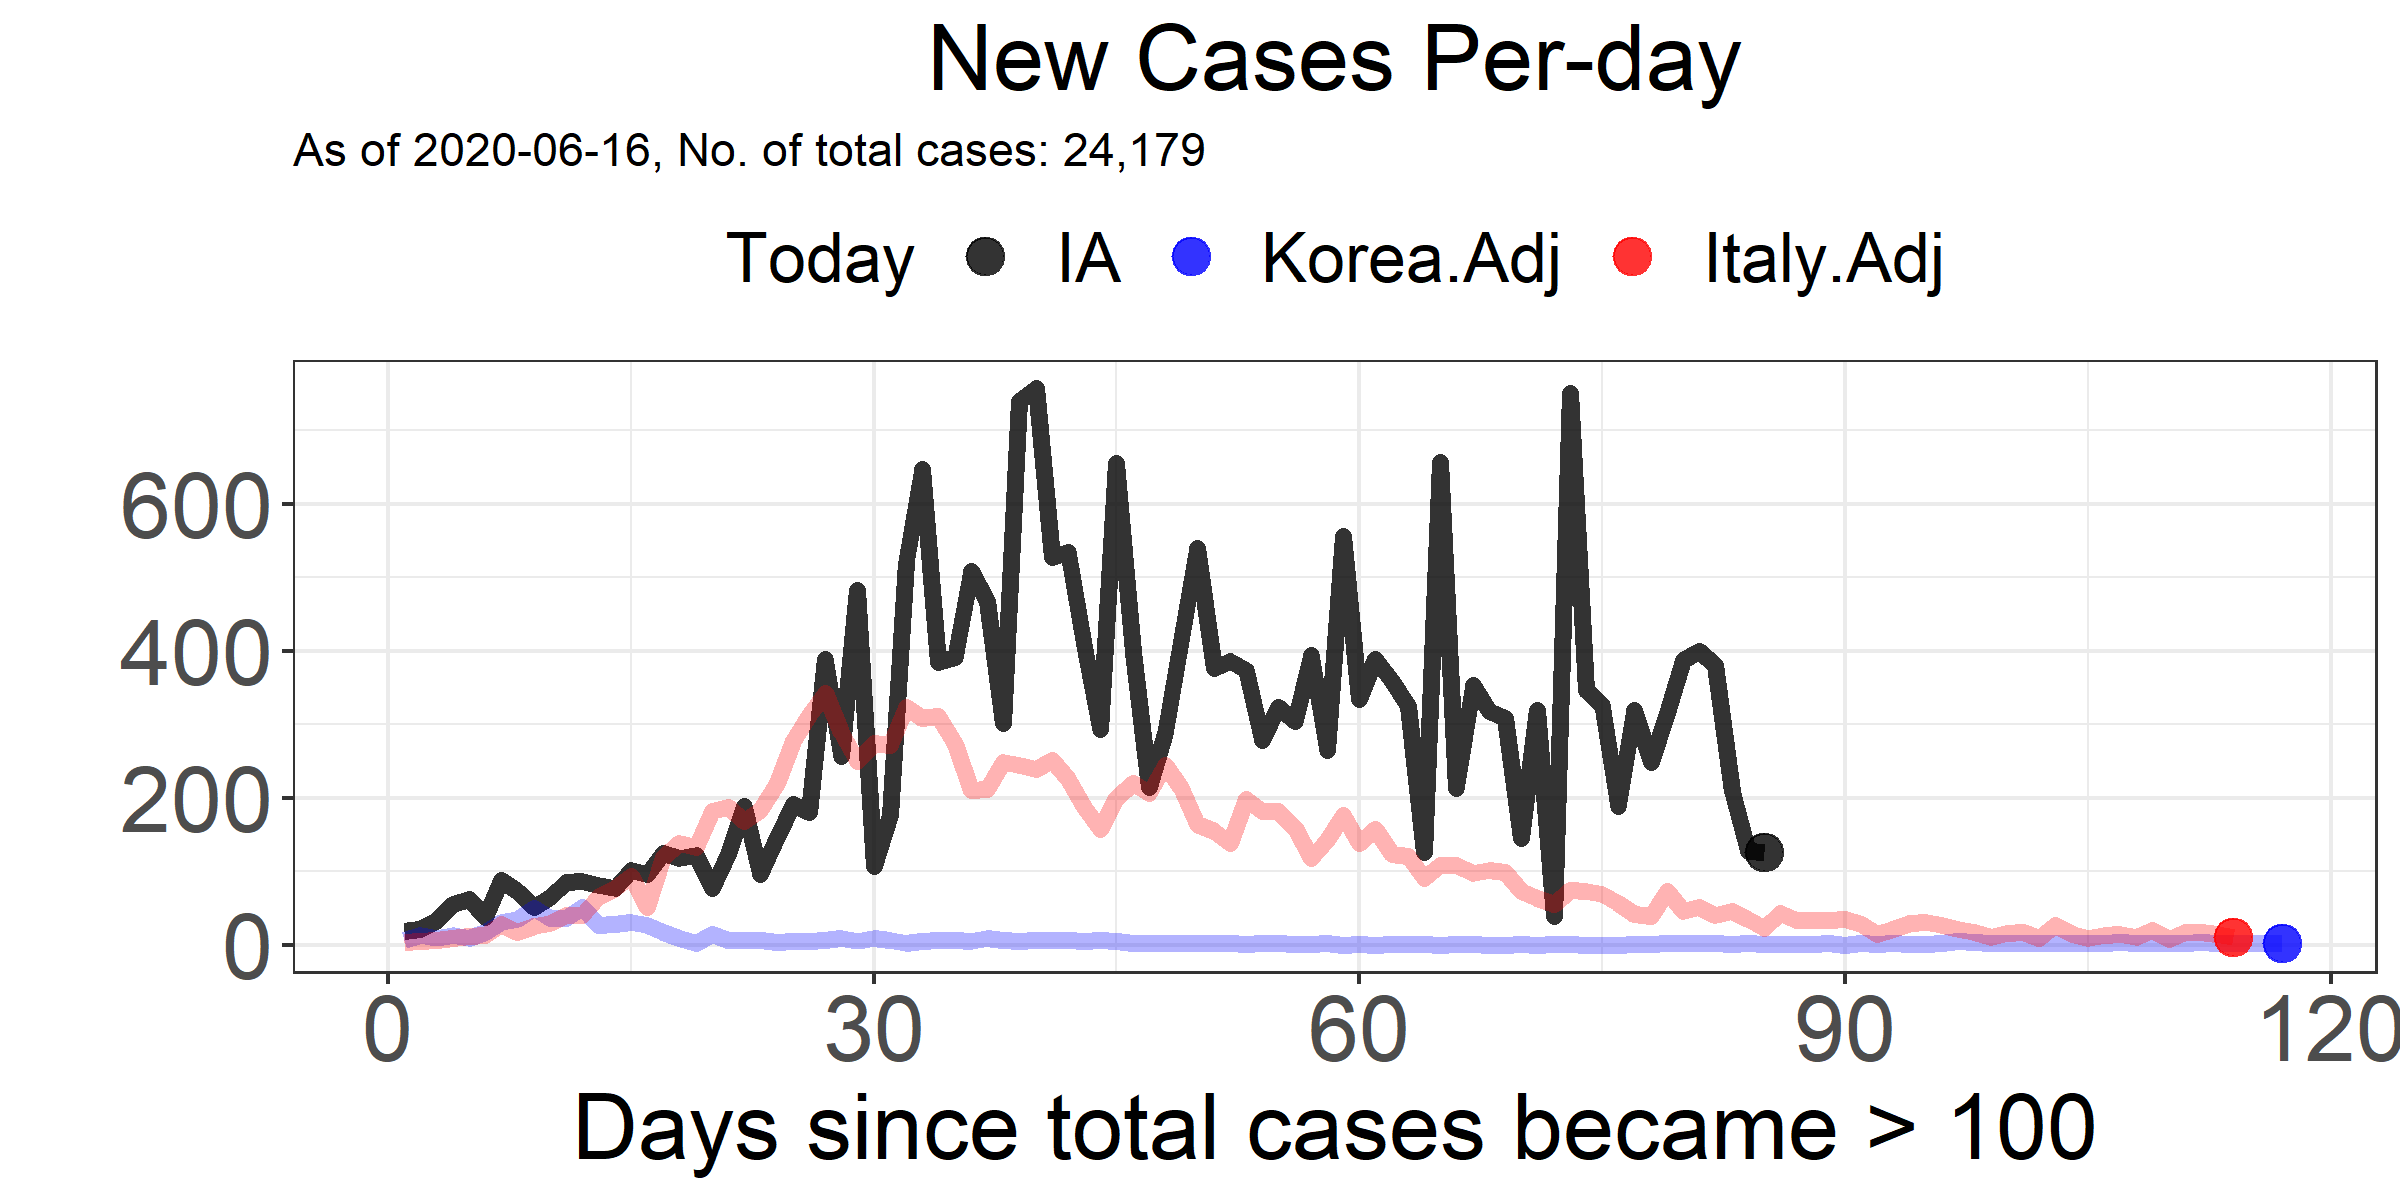 New Cases Per-day
As of 2020-06-16, No. of total cases: 24,179
Today IA Korea.Adj Italy.Adj
600
400
200
0
0 30 60 90 120
Days since total cases became > 100